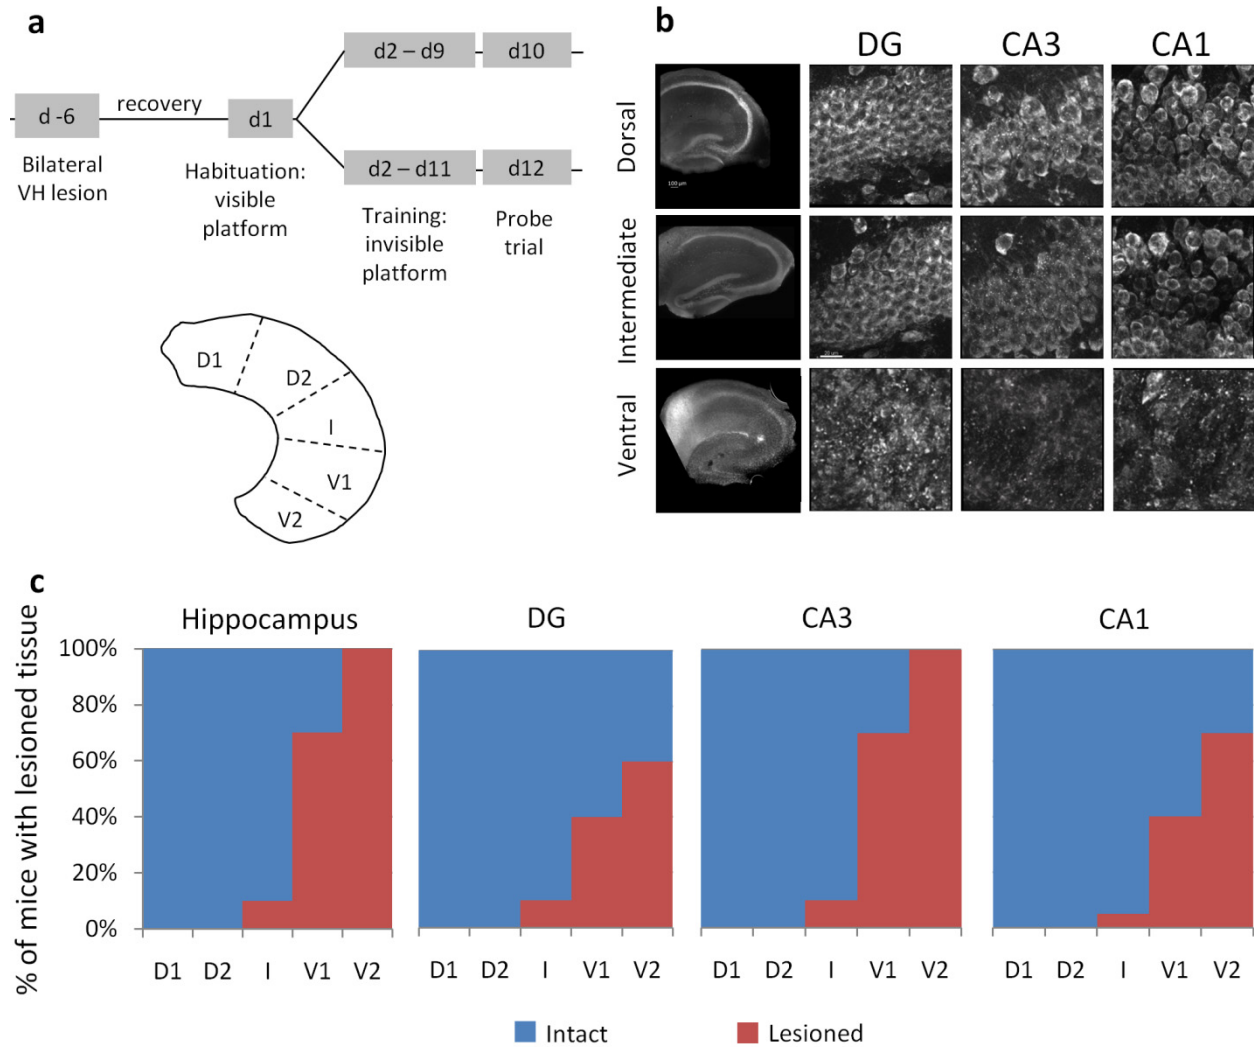 a
d2 – d9
d10
d -6
recovery
d1
Bilateral
VH lesion
Habituation:
visible
platform
d2 – d11
d12
Training:
invisible
platform
Probe
trial
D1
D2
I
V1
V2
b
DG
CA3
CA1
Dorsal
100 µm
Intermediate
Ventral
c
% of mice with lesioned tissue
Hippocampus
DG
CA3
CA1
100%
80%
60%
40%
20%
0%
D1 D2 I V1 V2
D1 D2 I V1 V2
D1 D2 I V1 V2
D1 D2 I V1 V2
Intact
Lesioned